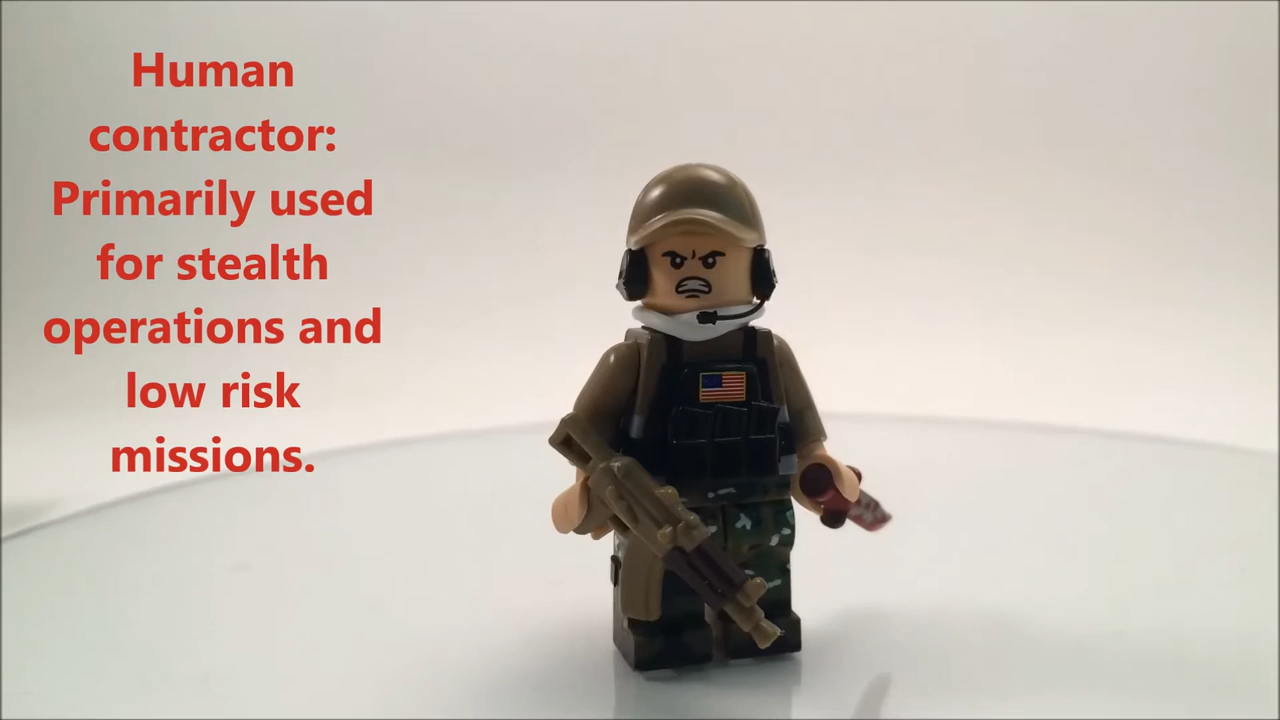 Human
contractor:
Primarily used
for stealth
operations and
low risk
missions.